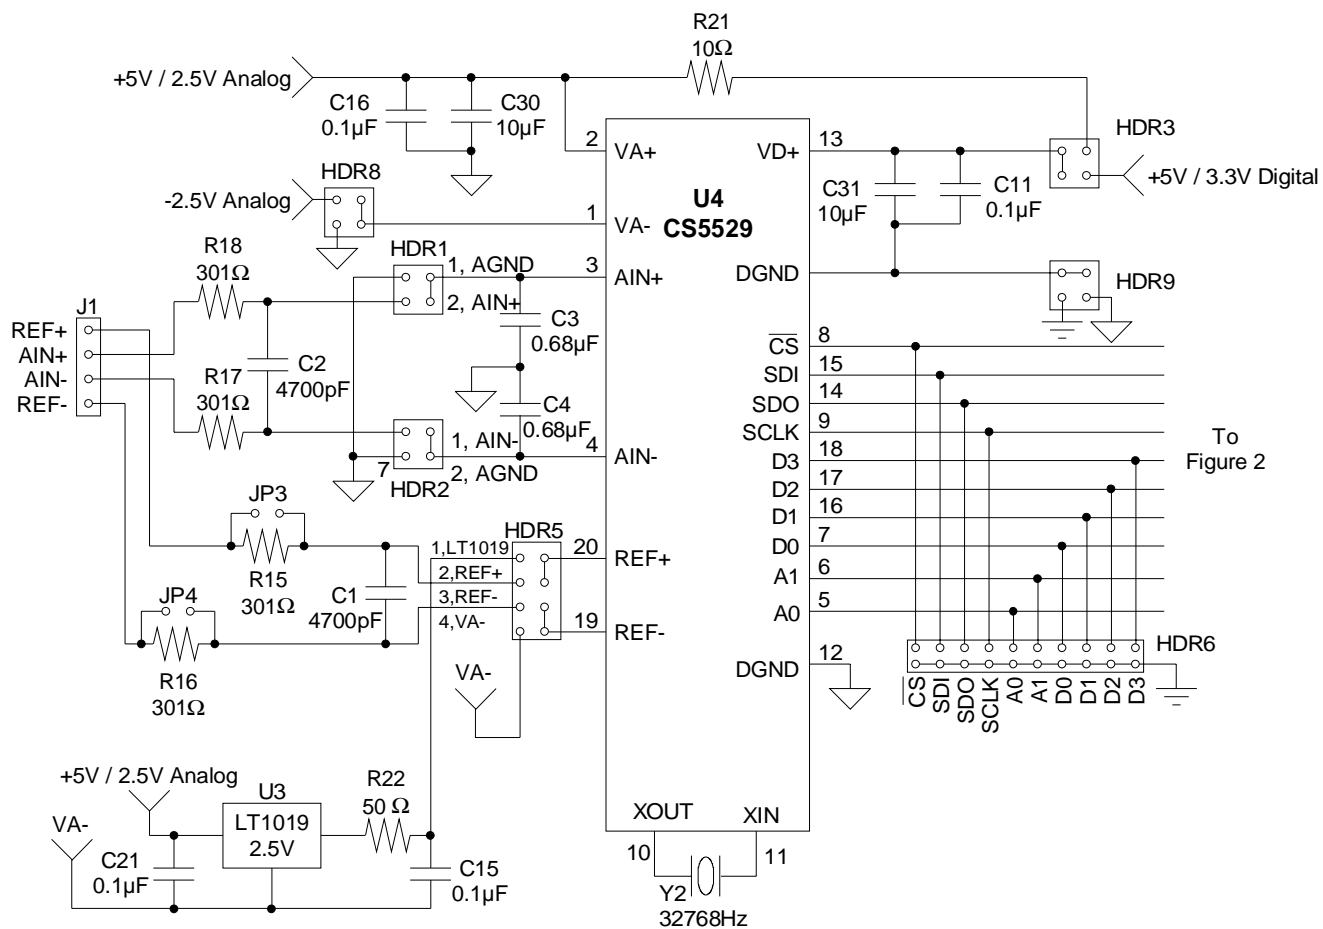 R21
10Ω
+5V / 2.5V Analog
C16
0.1µF
C30
10µF
2
VA+
VD+
13
HDR3
+5V / 3.3V Digital
HDR8
-2.5V Analog
U4
CS5529
C31
10µF
C11
0.1µF
1
VA-
R18
301Ω
HDR1
1, AGND
2, AIN+
3
AIN+
DGND
HDR9
J1
REF+
AIN+
AIN-
REF-
C3
0.68µF
C2
4700pF
R17
301Ω
C4
0.68µF
1, AIN-
2, AGND
7
HDR2
4
AIN-
CS
8
SDI
15
SDO
14
SCLK
9
D3
18
D2
17
D1
16
D0
7
A1
6
A0
5
To
Figure 2
JP3
R15
301Ω
JP4
R16
301Ω
C1
4700pF
HDR5
1,LT1019
2,REF+
3,REF-
4,VA-
20
REF+
19
REF-
VA-
DGND
12
HDR6
CS
SDI
SDO
SCLK
A0
A1
D0
D1
D2
D3
+5V / 2.5V Analog
VA-
U3
LT1019
2.5V
R22
50 Ω
C21
0.1µF
C15
0.1µF
XOUT
XIN
10
11
Y2
32768Hz